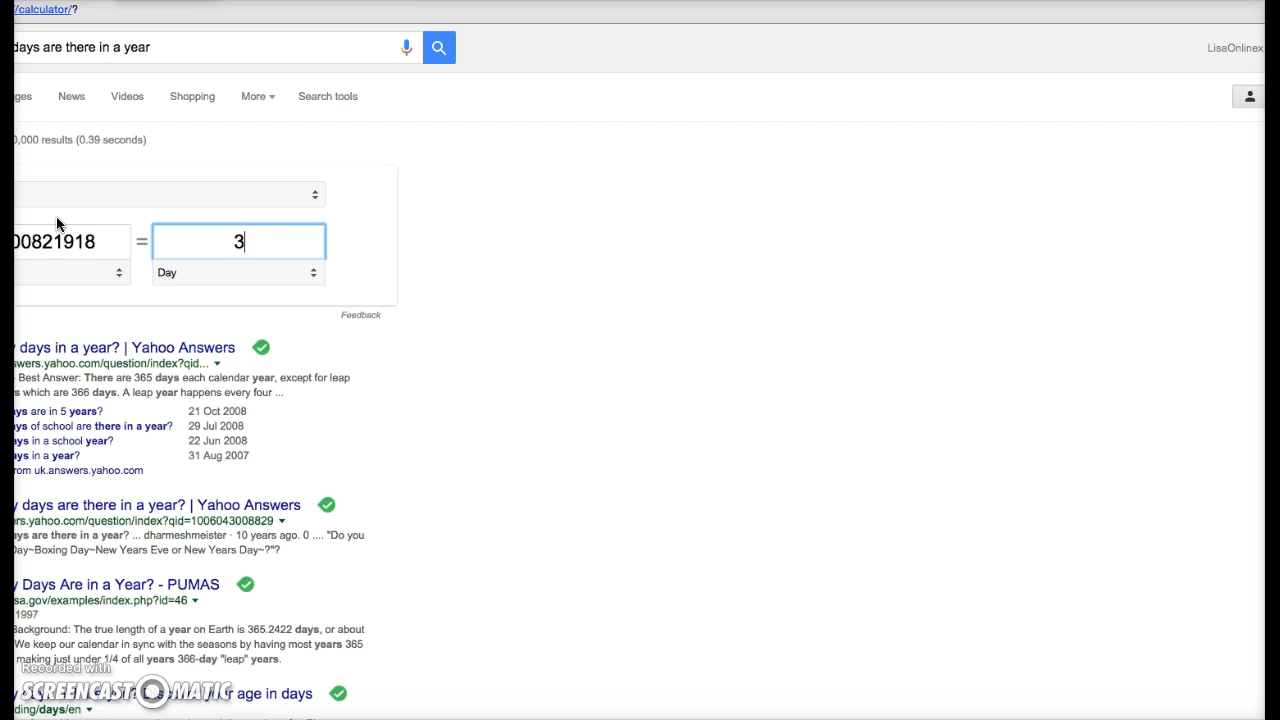 /calculator/?
days are there in a year
LisaOnlinex
ges News Videos Shopping More Search tools
0,000 results (0.39 seconds)
00821918 = 3
Day
Feedback
y days in a year? | Yahoo Answers
swers.yahoo.com/question/index?qid...
- Best Answer: There are 365 days each calendar year, except for leap
s which are 366 days. A leap year happens every four ...
ays are in 5 years? 21 Oct 2008
ys of school are there in a year? 29 Jul 2008
ays in a school year? 22 Jun 2008
ays in a year? 31 Aug 2007
rom uk.answers.yahoo.com
y days are there in a year? | Yahoo Answers
ers.yahoo.com/question/index?qid=1006043008829
ays are there in a year? ... dharmeshmeister · 10 years ago. 0 .... "Do you
Day~Boxing Day~New Years Eve or New Years Day~?"?
y Days Are in a Year? - PUMAS
sa.gov/examples/index.php?id=46
1997
Background: The true length of a year on Earth is 365.2422 days, or about
We keep our calendar in sync with the seasons by having most years 365
making just under 1/4 of all years 366-day "leap" years.
Recorded with
SCREENCAST-O-MATIC
r age in days
ding/days/en